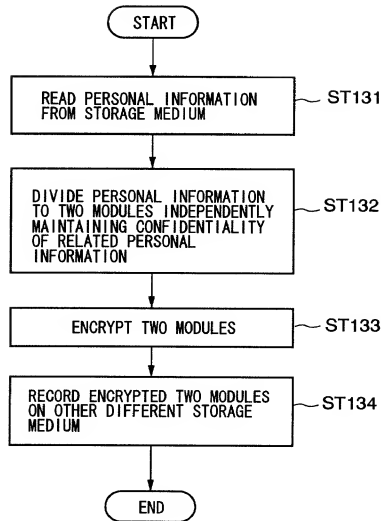 START
READ PERSONAL INFORMATION
FROM STORAGE MEDIUM
ST131
DIVIDE PERSONAL INFORMATION
TO TWO MODULES INDEPENDENTLY
MAINTAINING CONFIDENTIALITY
OF RELATED PERSONAL
INFORMATION
ST132
ENCRYPT TWO MODULES
ST133
RECORD ENCRYPTED TWO MODULES
ON OTHER DIFFERENT STORAGE
MEDIUM
ST134
END